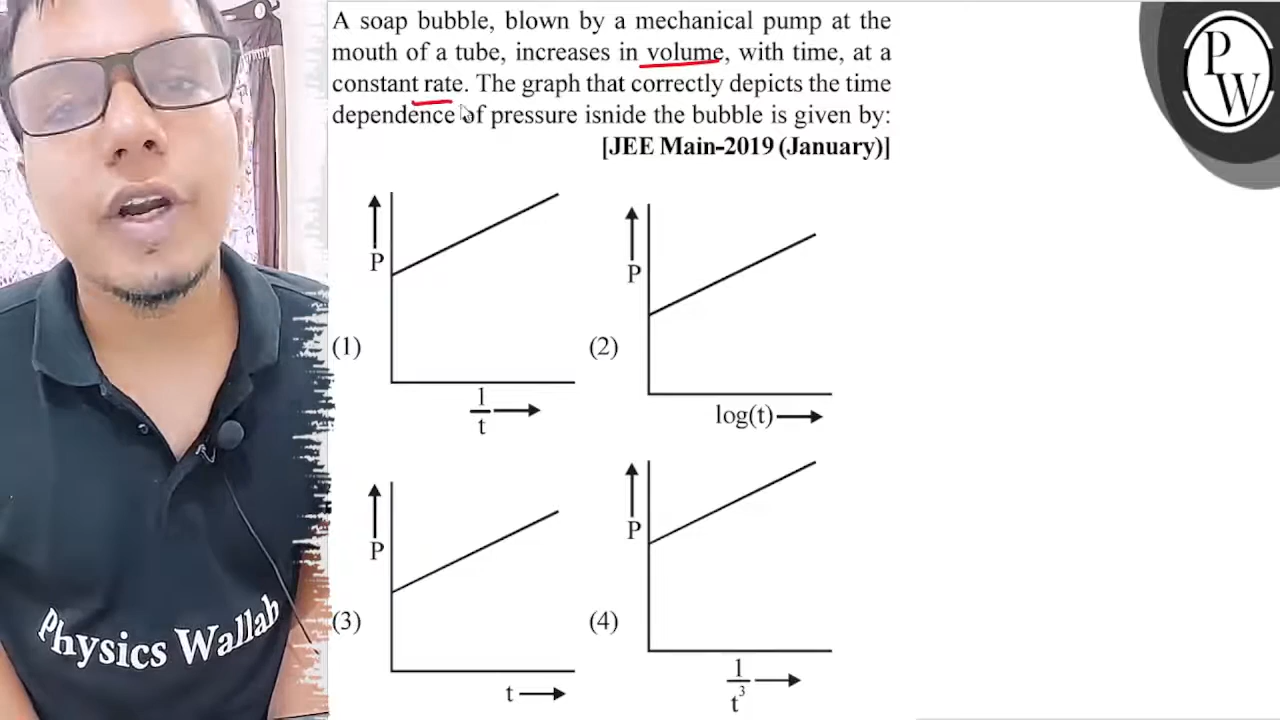 A soap bubble, blown by a mechanical pump at the
mouth of a tube, increases in volume, with time, at a
constant rate. The graph that correctly depicts the time
dependence of pressure isnide the bubble is given by:
[JEE Main-2019 (January)]
P
W
P
(1)
1
t
P
(2)
log(t)
P
(3)
t
P
(4)
1
t³
Physics Wallah